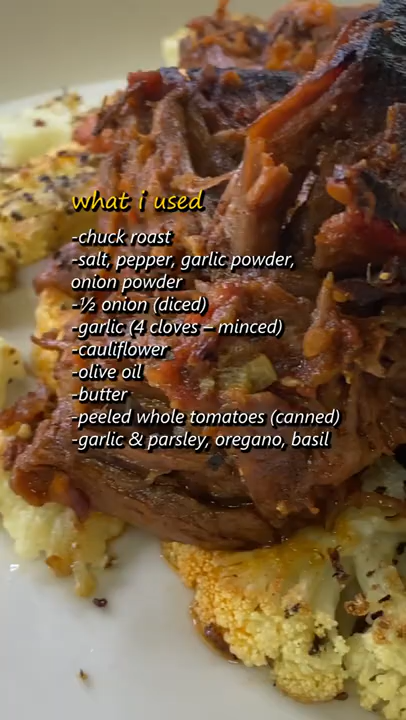 what i used
-chuck roast
-salt, pepper, garlic powder,
onion powder
-½ onion (diced)
-garlic (4 cloves – minced)
-cauliflower
-olive oil
-butter
-peeled whole tomatoes (canned)
-garlic & parsley, oregano, basil